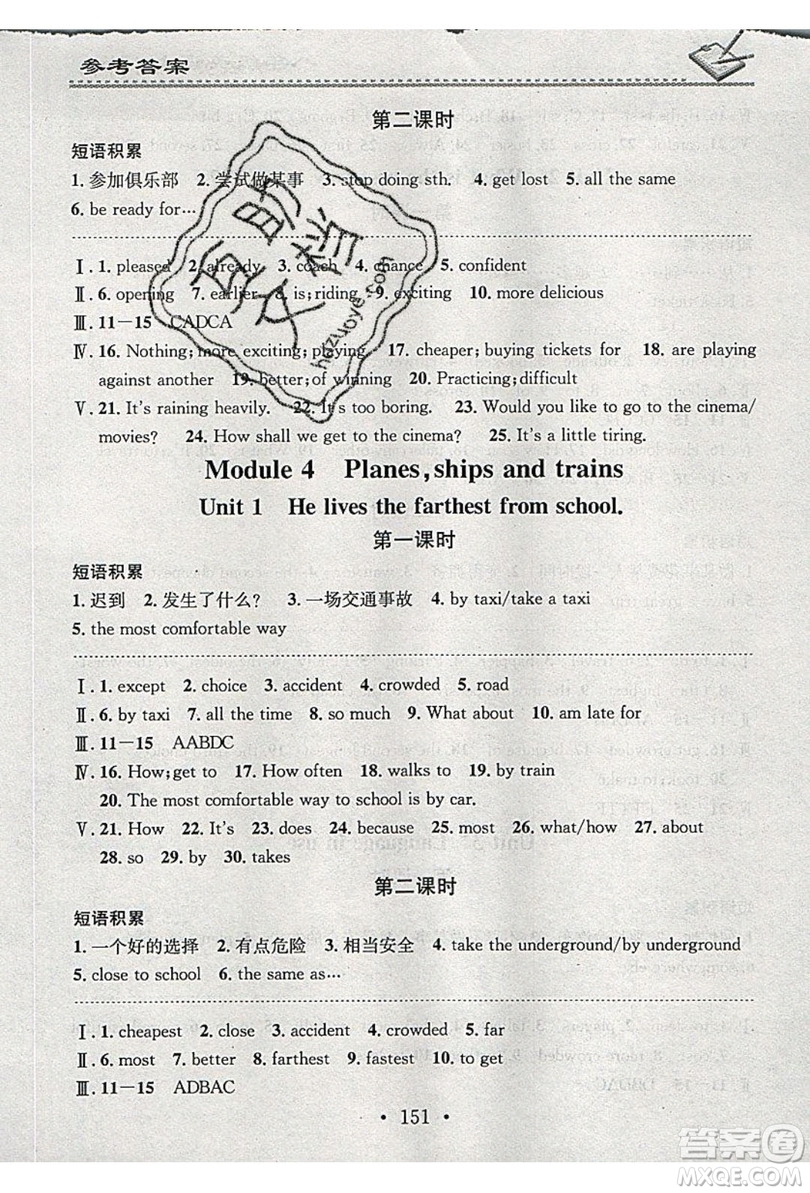 参考答案
第二课时
短语积累
1. 参加俱乐部 2. 尝试做某事 3. stop doing sth. 4. get lost 5. all the same
6. be ready for…
Ⅰ. 1. pleased 2. already 3. coach 4. chance 5. confident
Ⅱ. 6. opening 7. earlier 8. is;riding 9. exciting 10. more delicious
Ⅲ. 11－15 CADCA
Ⅳ. 16. Nothing;more exciting;playing 17. cheaper;buying tickets for 18. are playing
against another 19. better;of winning 20. Practicing;difficult
Ⅴ. 21. It's raining heavily. 22. It's too boring. 23. Would you like to go to the cinema/
movies? 24. How shall we get to the cinema? 25. It's a little tiring.
Module 4 Planes,ships and trains
Unit 1 He lives the farthest from school.
第一课时
短语积累
1. 迟到 2. 发生了什么？ 3. 一场交通事故 4. by taxi/take a taxi
5. the most comfortable way
Ⅰ. 1. except 2. choice 3. accident 4. crowded 5. road
Ⅱ. 6. by taxi 7. all the time 8. so much 9. What about 10. am late for
Ⅲ. 11－15 AABDC
Ⅳ. 16. How;get to 17. How often 18. walks to 19. by train
20. The most comfortable way to school is by car.
Ⅴ. 21. How 22. takes 23. to 24. because 25. most 26. what 27. about
28. so 29. by 30. takes
第二课时
短语积累
1. 一个好的选择 2. 有点危险 3. 相当安全 4. take the underground/by underground
5. close to school 6. the same as…
Ⅰ. 1. cheapest 2. close 3. accident 4. crowded 5. far
Ⅱ. 6. most 7. better 8. farthest 9. fastest 10. to get
Ⅲ. 11－15 ADBAC
· 151 ·
互助文档
hzzuoye.com
答案圈
MXQE.COM